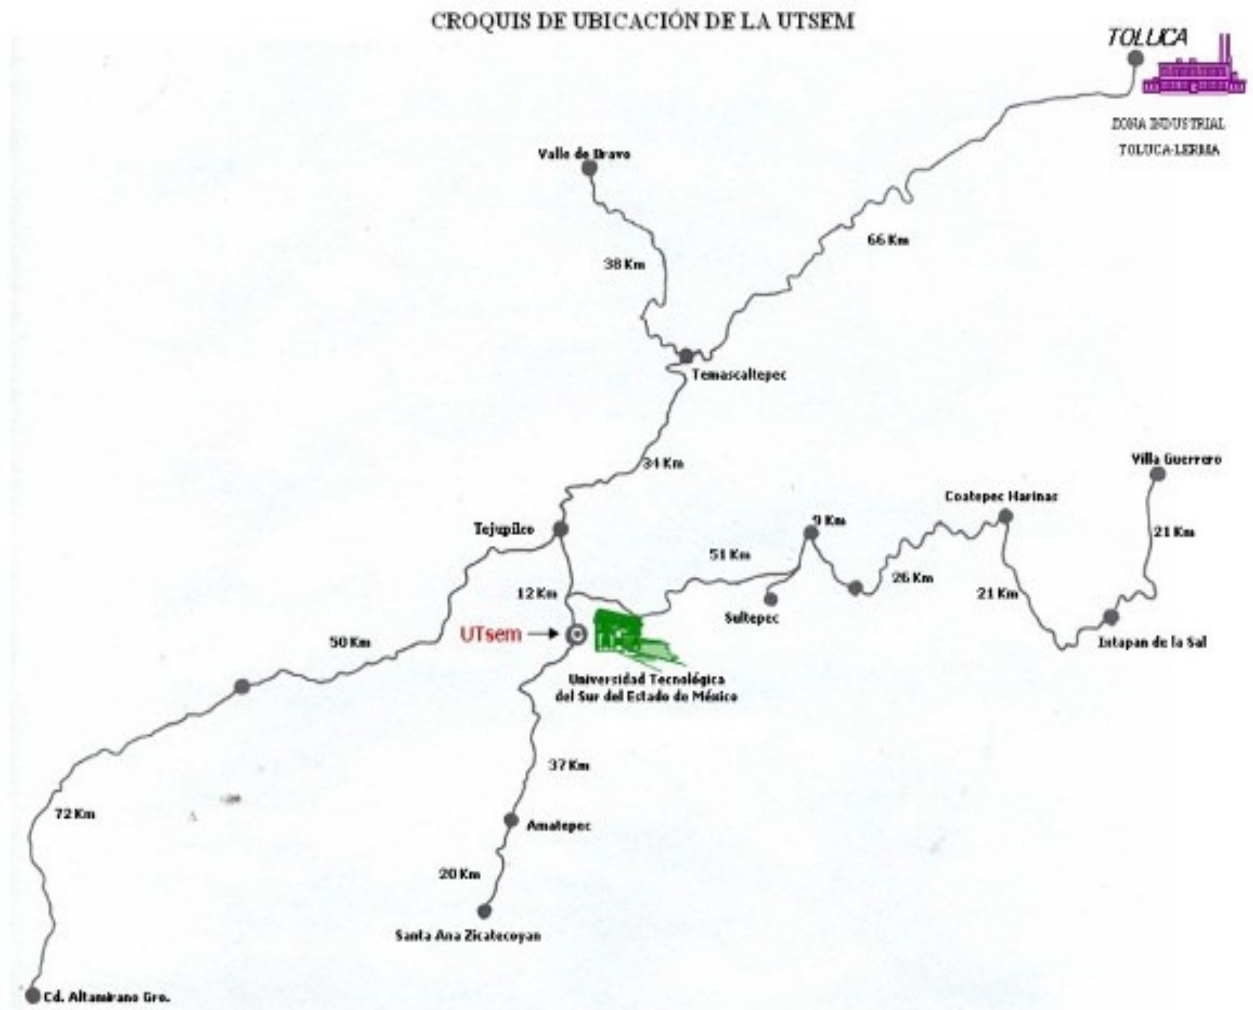 CROQUIS DE UBICACIÓN DE LA UTSEM
TOLUCA
ZONA INDUSTRIAL
TOLUCA-LERMA
Valle de Bravo
66 Km
38 Km
Temascaltepec
34 Km
Villa Guerrero
Coatepec Harinas
Tejupilco
9 Km
21 Km
51 Km
26 Km
12 Km
21 Km
Sultepec
UTsem
50 Km
Ixtapan de la Sal
Universidad Tecnológica
del Sur del Estado de México
37 Km
72 Km
Amatepec
20 Km
Santa Ana Zicatecoyan
Cd. Altamirano Gro.